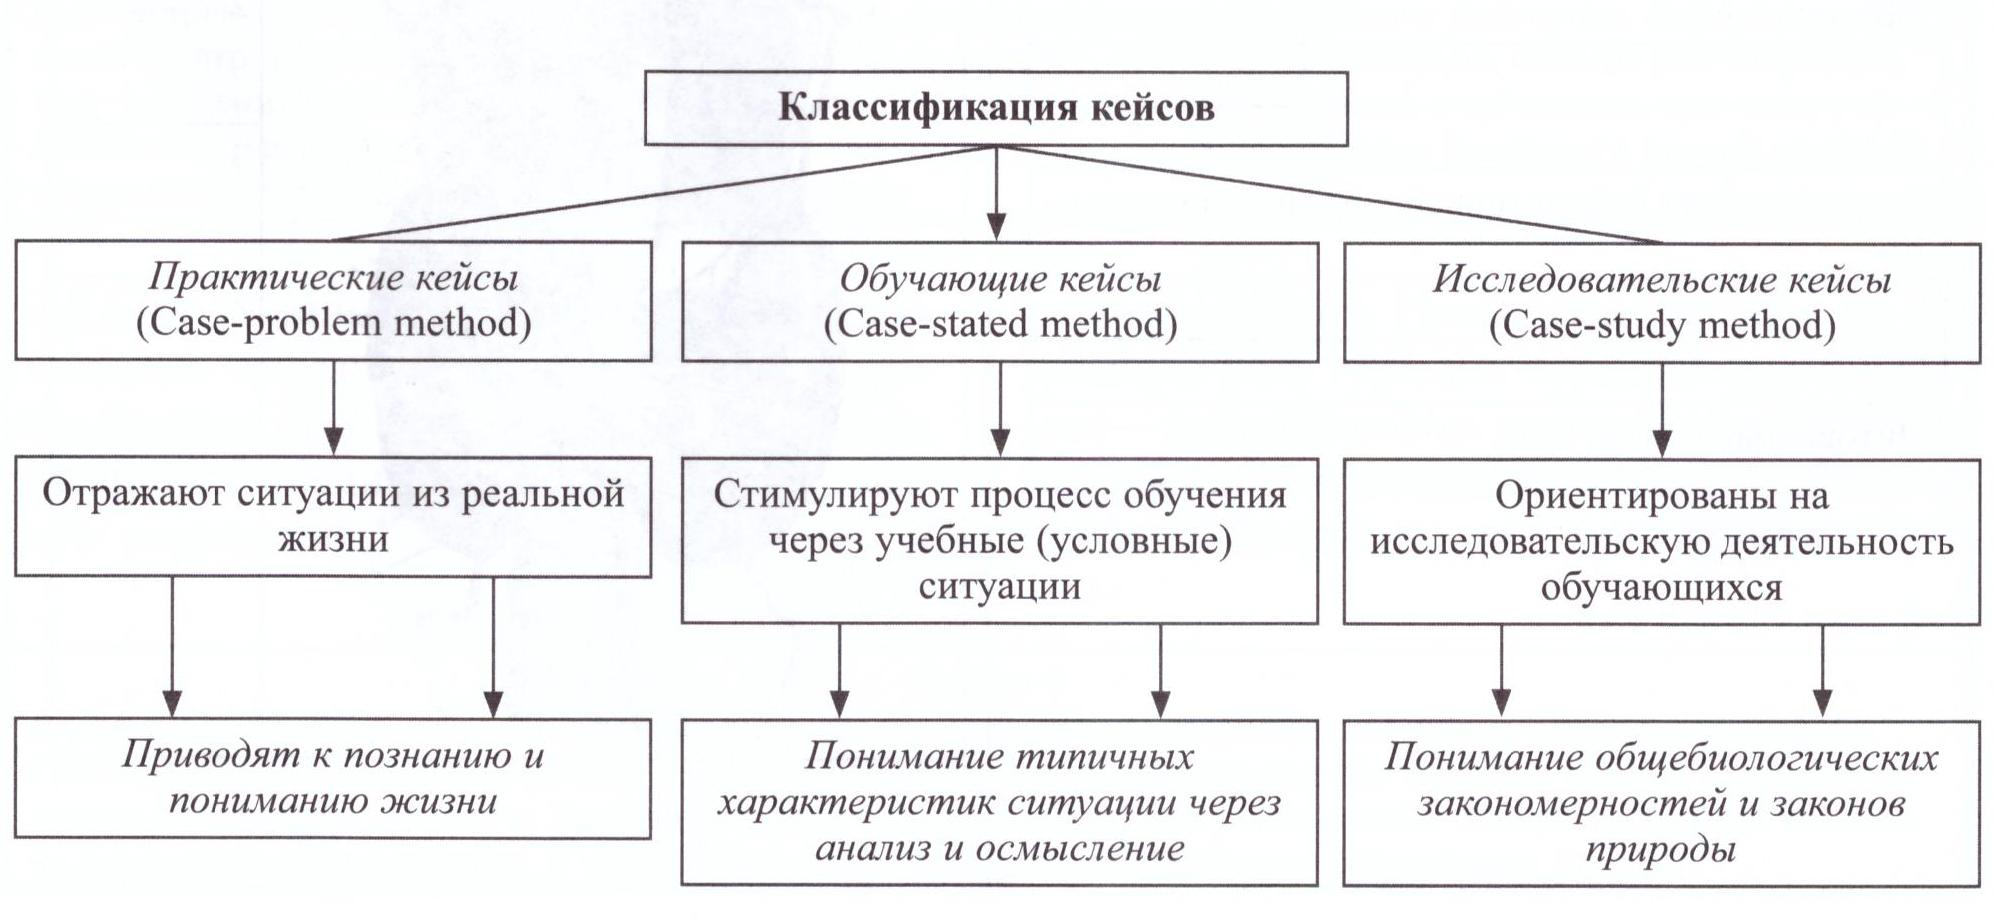 Классификация кейсов
Практические кейсы
(Case-problem method)
Обучающие кейсы
(Case-stated method)
Исследовательские кейсы
(Case-study method)
Отражают ситуации из реальной
жизни
Стимулируют процесс обучения
через учебные (условные)
ситуации
Ориентированы на
исследовательскую деятельность
обучающихся
Приводят к познанию и
пониманию жизни
Понимание типичных
характеристик ситуации через
анализ и осмысление
Понимание общебиологических
закономерностей и законов
природы